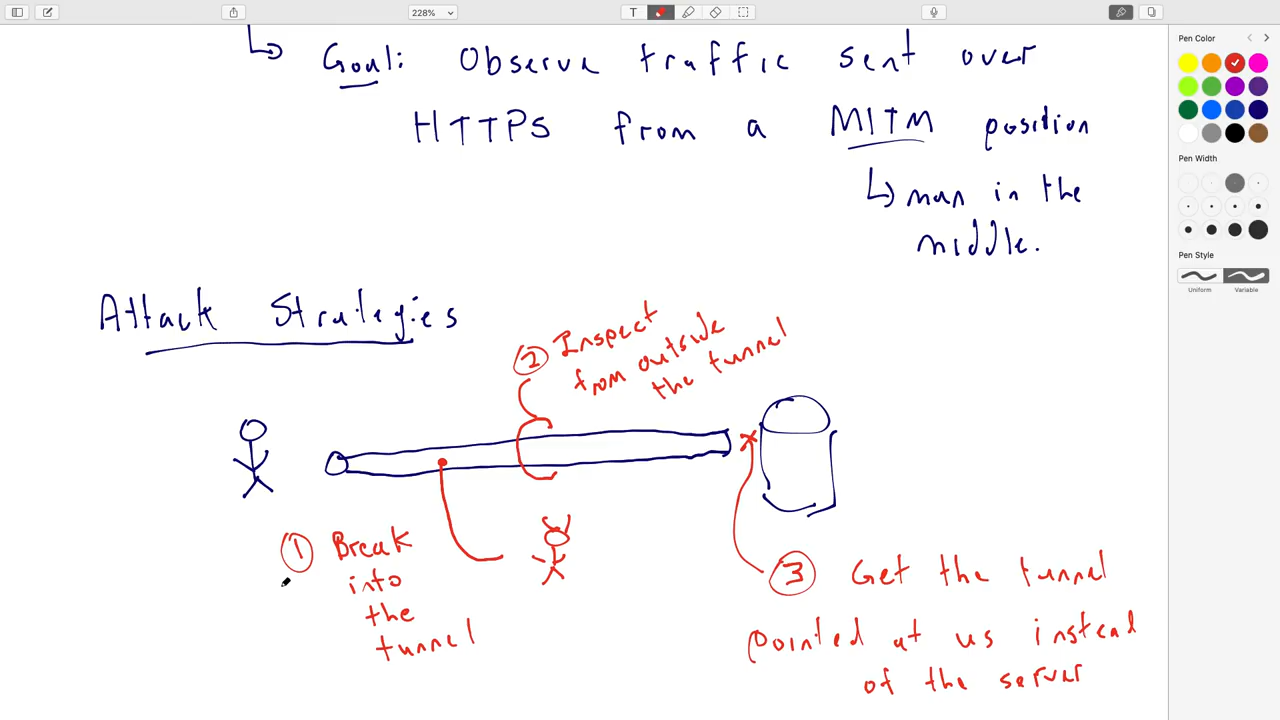 228%
T
Pen Color
Pen Width
Pen Style
Uniform
Variable
Goal: Observe traffic sent over
HTTPS from a MITM position
man in the
middle.
Attack Strategies
2 Inspect
from outside
the tunnel
1 Break
into
the
tunnel
3 Get the tunnel
pointed at us instead
of the server